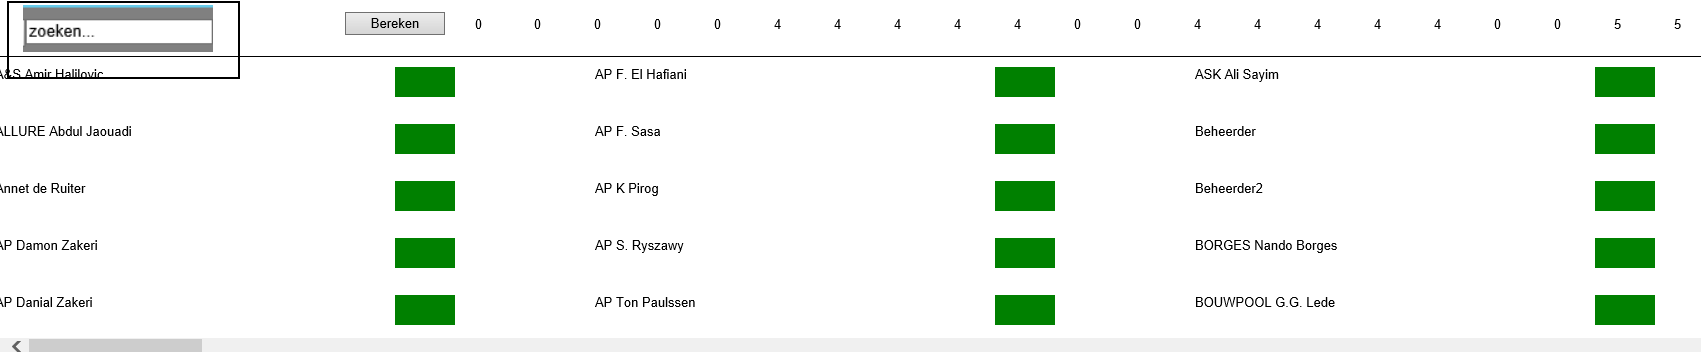 zoeken...
Bereken 0 0 0 0 0 4 4 4 4 4 0 0 4 4 4 4 4 0 0 5 5
A&S Amir Halilovic AP F. El Hafiani ASK Ali Sayim
ALLURE Abdul Jaouadi AP F. Sasa Beheerder
Annet de Ruiter AP K Pirog Beheerder2
AP Damon Zakeri AP S. Ryszawy BORGES Nando Borges
AP Danial Zakeri AP Ton Paulssen BOUWPOOL G.G. Lede